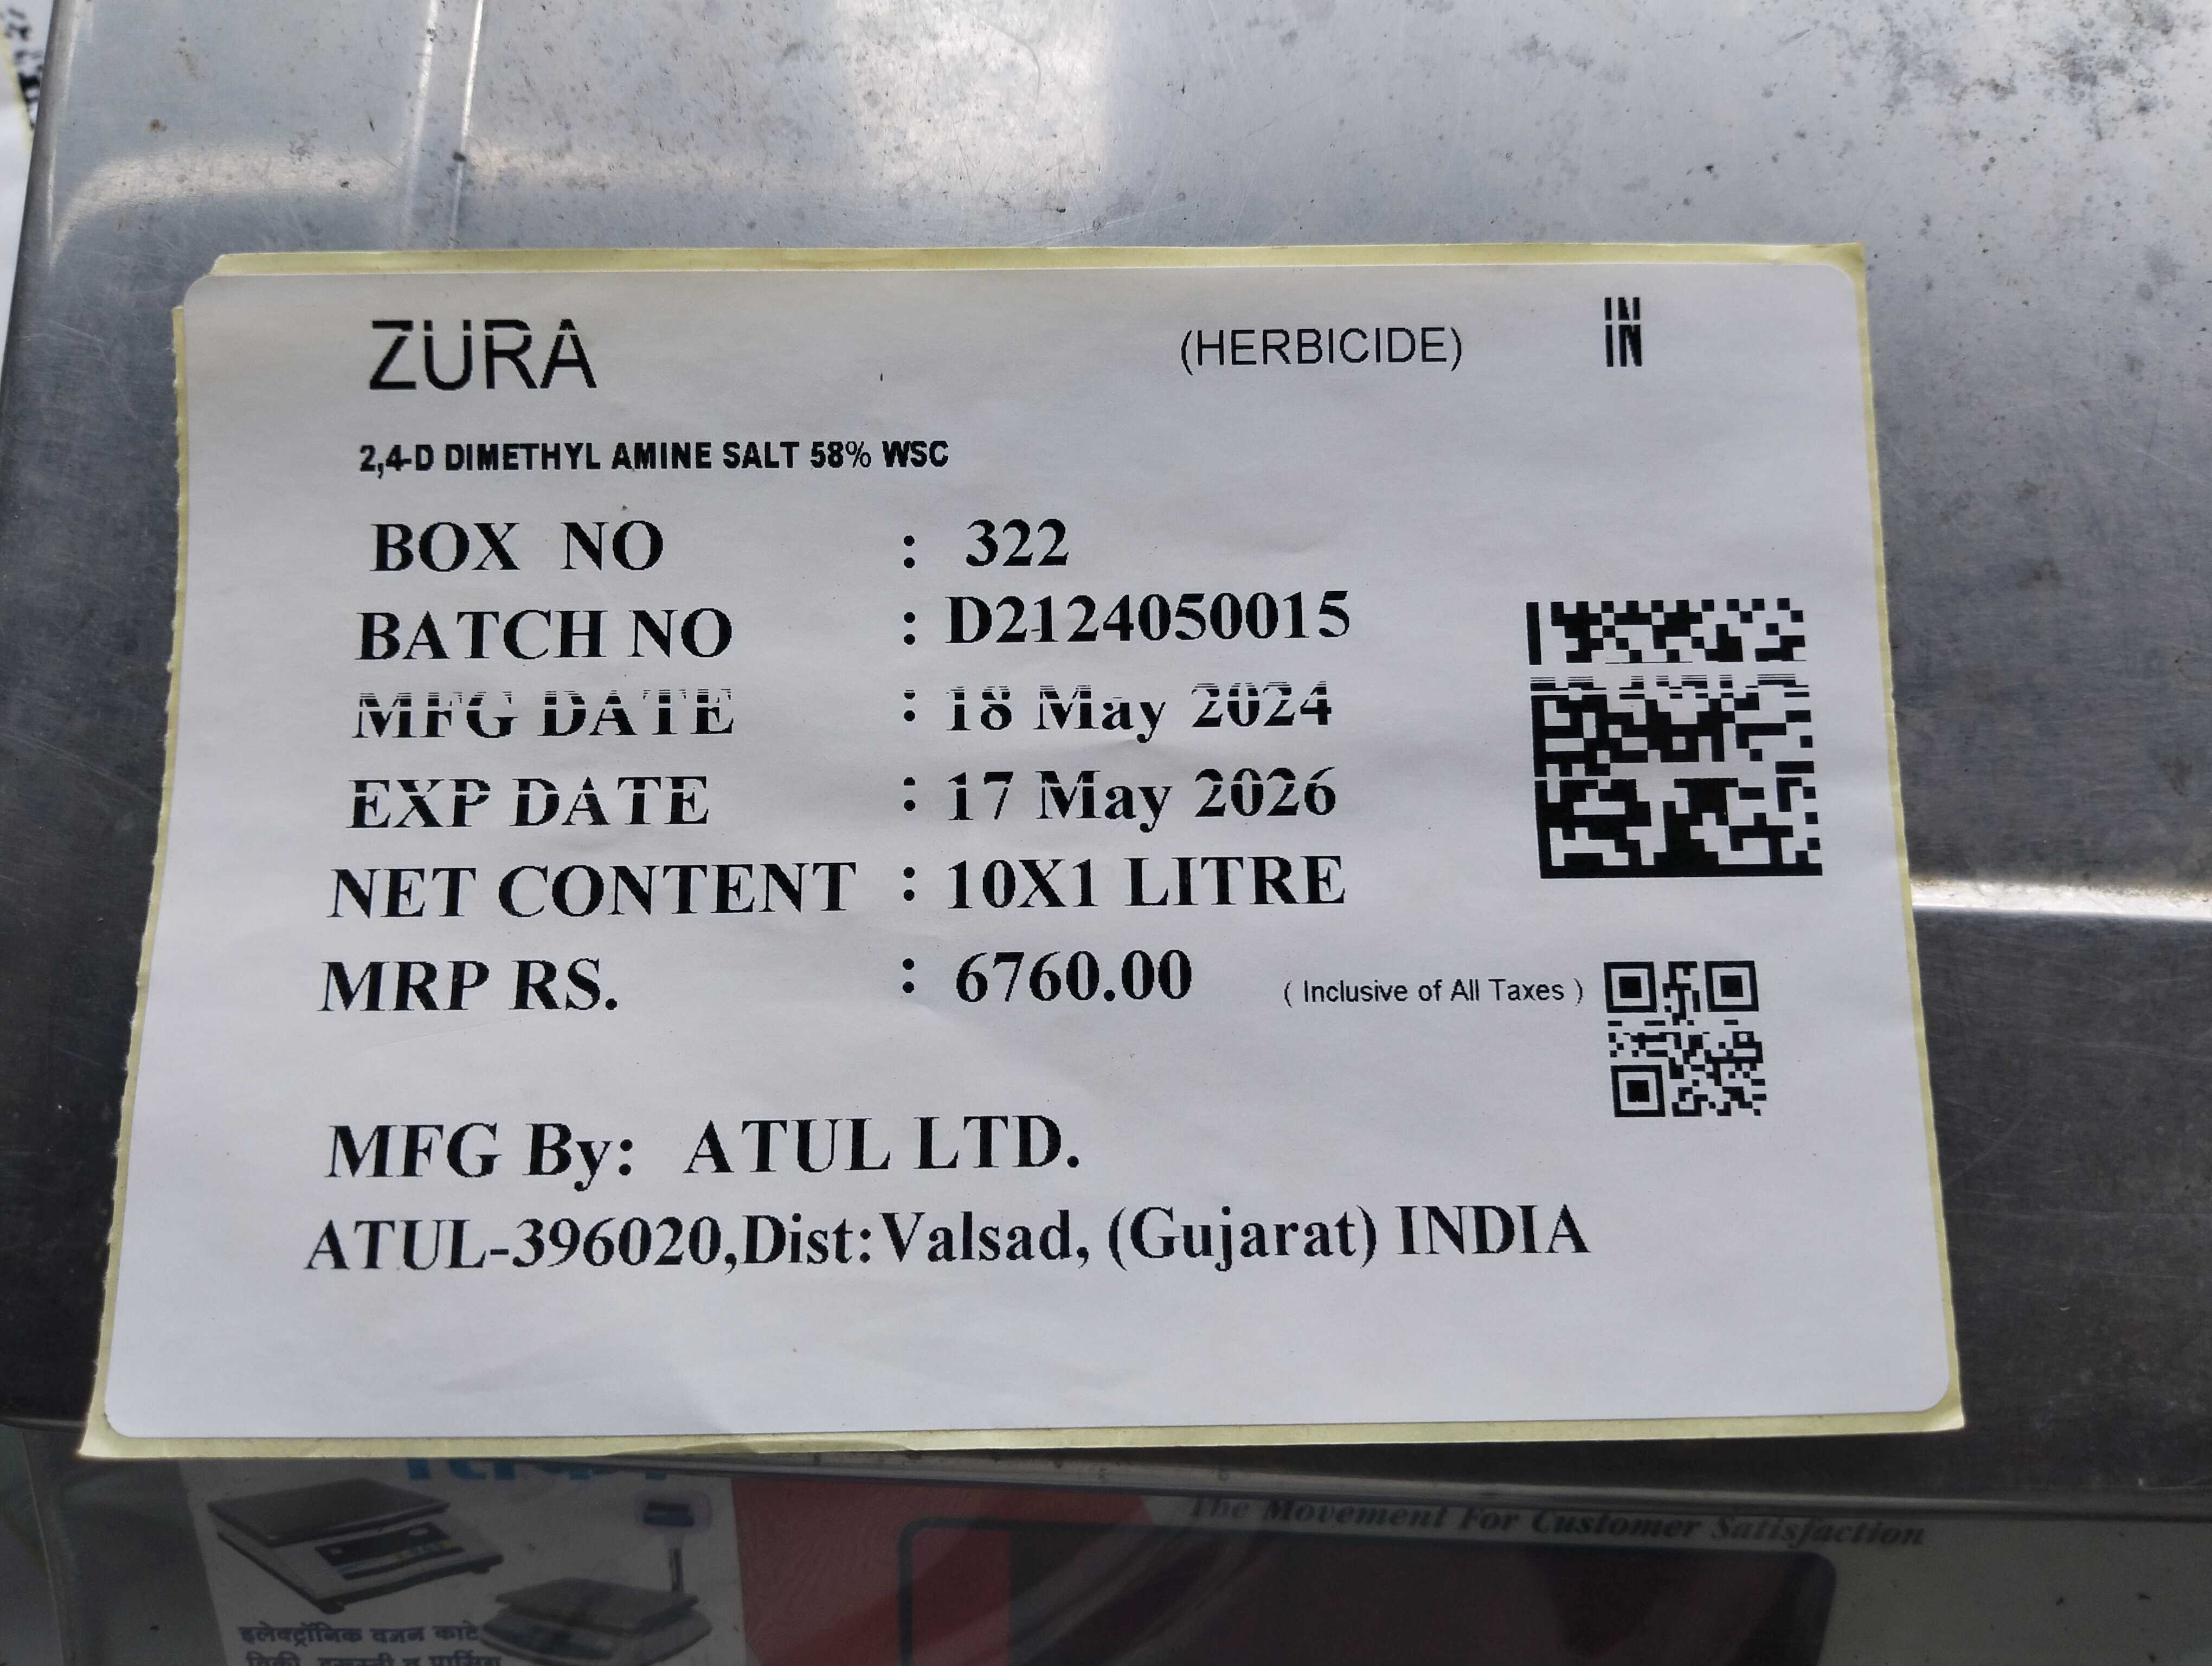 ZURA (HERBICIDE) IN
2,4-D DIMETHYL AMINE SALT 58% WSC
BOX NO : 322
BATCH NO : D2124050015
MFG DATE : 18 May 2024
EXP DATE : 17 May 2026
NET CONTENT : 10X1 LITRE
MRP RS. : 6760.00 ( Inclusive of All Taxes )
MFG By: ATUL LTD.
ATUL-396020,Dist:Valsad, (Gujarat) INDIA
The Movement For Customer Satisfaction
इलेक्ट्रॉनिक वजन काटे